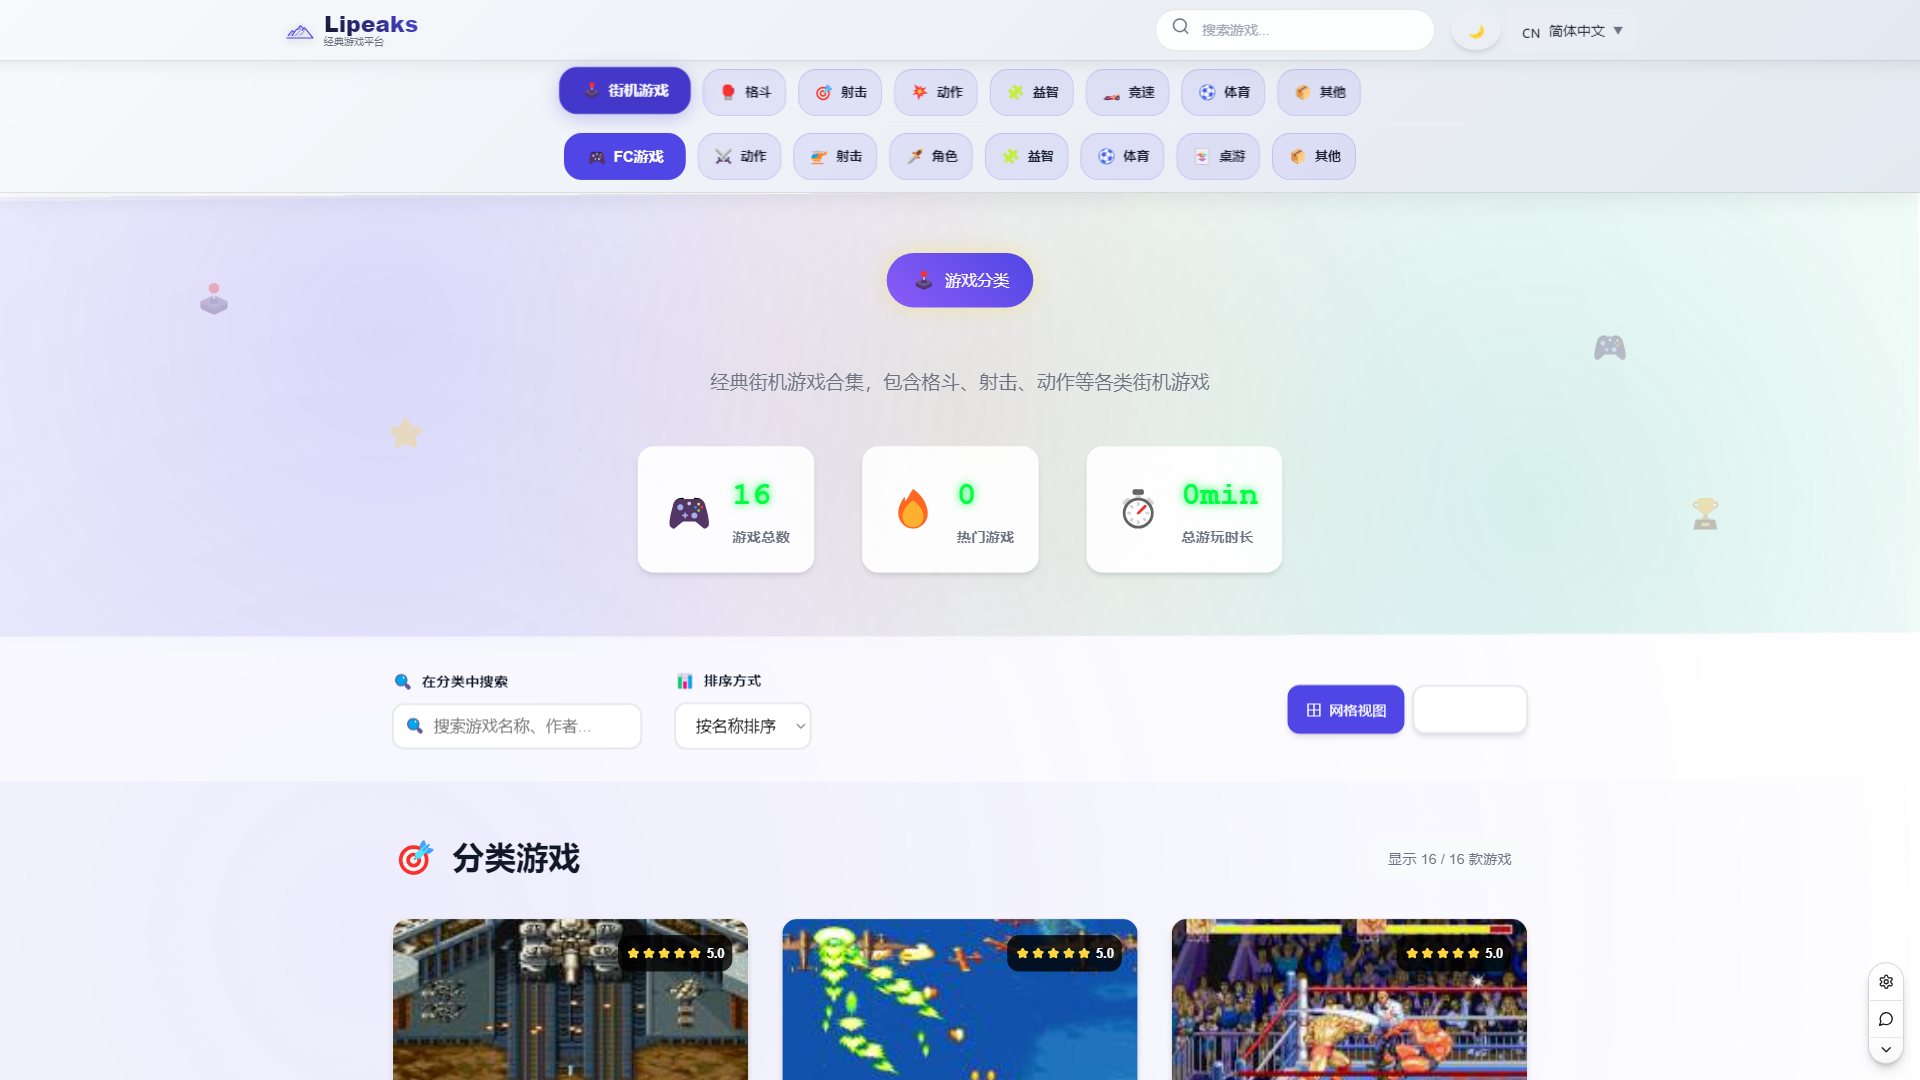 Lipeaks
经典游戏平台
搜索游戏...
CN 简体中文 ▼
街机游戏 格斗 射击 动作 益智 竞速 体育 其他
FC游戏 动作 射击 角色 益智 体育 桌游 其他
游戏分类
经典街机游戏合集，包含格斗、射击、动作等各类街机游戏
16
游戏总数
0
热门游戏
0min
总游玩时长
在分类中搜索
搜索游戏名称、作者...
排序方式
按名称排序
网格视图
分类游戏
显示 16 / 16 款游戏
5.0
5.0
5.0